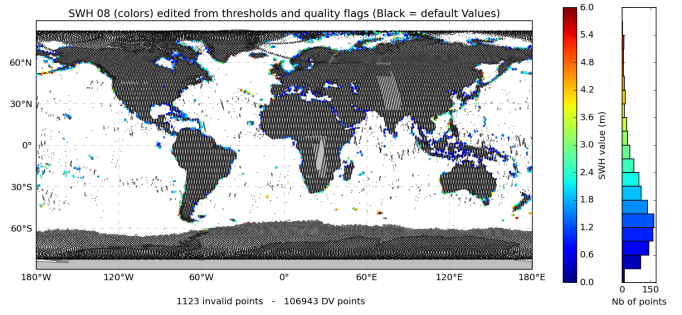 SWH 08 (colors) edited from thresholds and quality flags (Black = default Values)
60°N
30°N
0°
30°S
60°S
180°W 120°W 60°W 0° 60°E 120°E 180°E
1123 invalid points - 106943 DV points
6.0
5.4
4.8
4.2
3.6
3.0
2.4
1.8
1.2
0.6
0.0
SWH value (m)
0 150
Nb of points